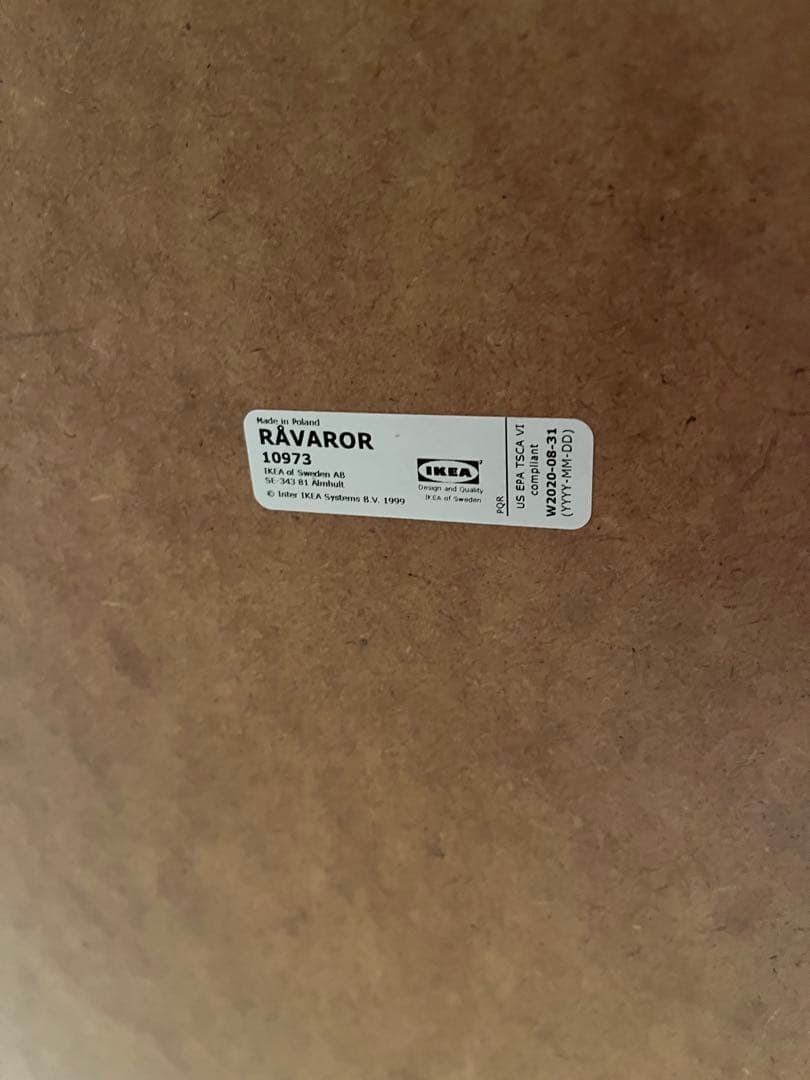 Made in Poland
RÅVAROR
10973
IKEA of Sweden AB
SE-343 81 Älmhult
© Inter IKEA Systems B.V. 1999
IKEA
Design and Quality
IKEA of Sweden
PQR
US EPA TSCA VI
compliant
W2020-08-31
(YYYY-MM-DD)